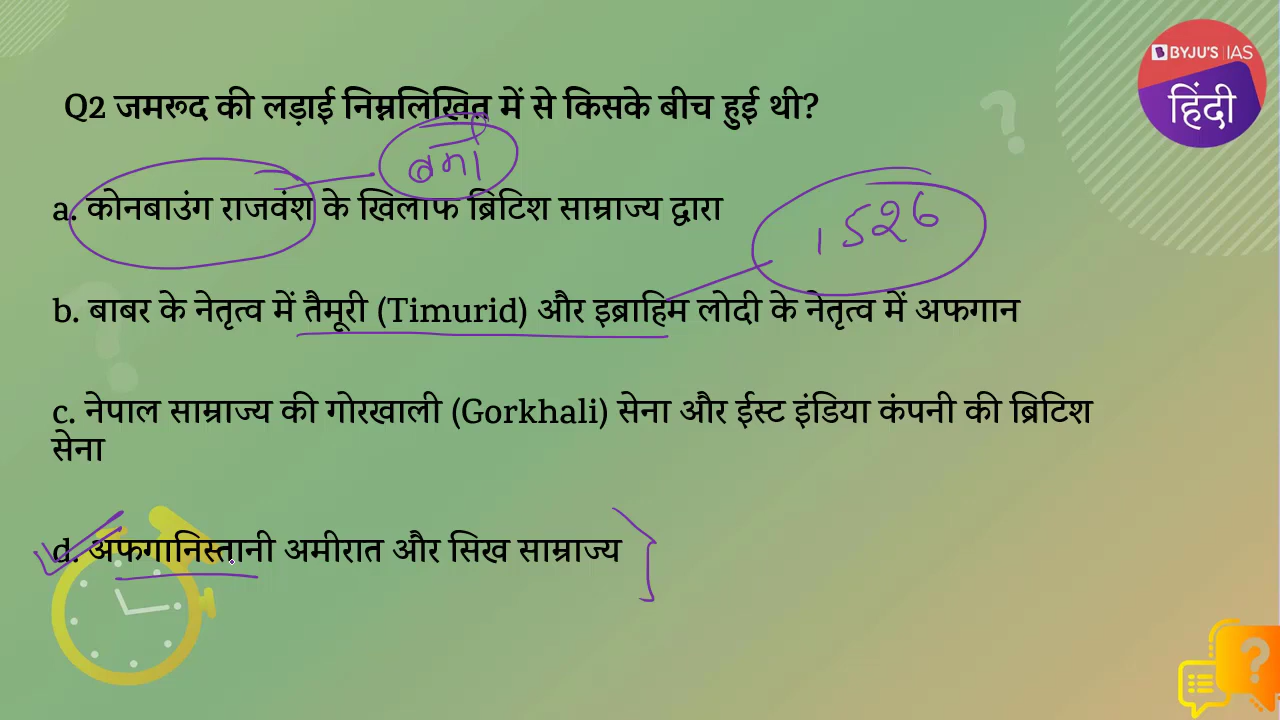 BYJU'S IAS
हिंदी
Q2 जमरूद की लड़ाई निम्नलिखित में से किसके बीच हुई थी?
बर्मा
a. कोनबाउंग राजवंश के खिलाफ ब्रिटिश साम्राज्य द्वारा
1526
b. बाबर के नेतृत्व में तैमूरी (Timurid) और इब्राहिम लोदी के नेतृत्व में अफगान
c. नेपाल साम्राज्य की गोरखाली (Gorkhali) सेना और ईस्ट इंडिया कंपनी की ब्रिटिश
सेना
d. अफगानिस्तानी अमीरात और सिख साम्राज्य